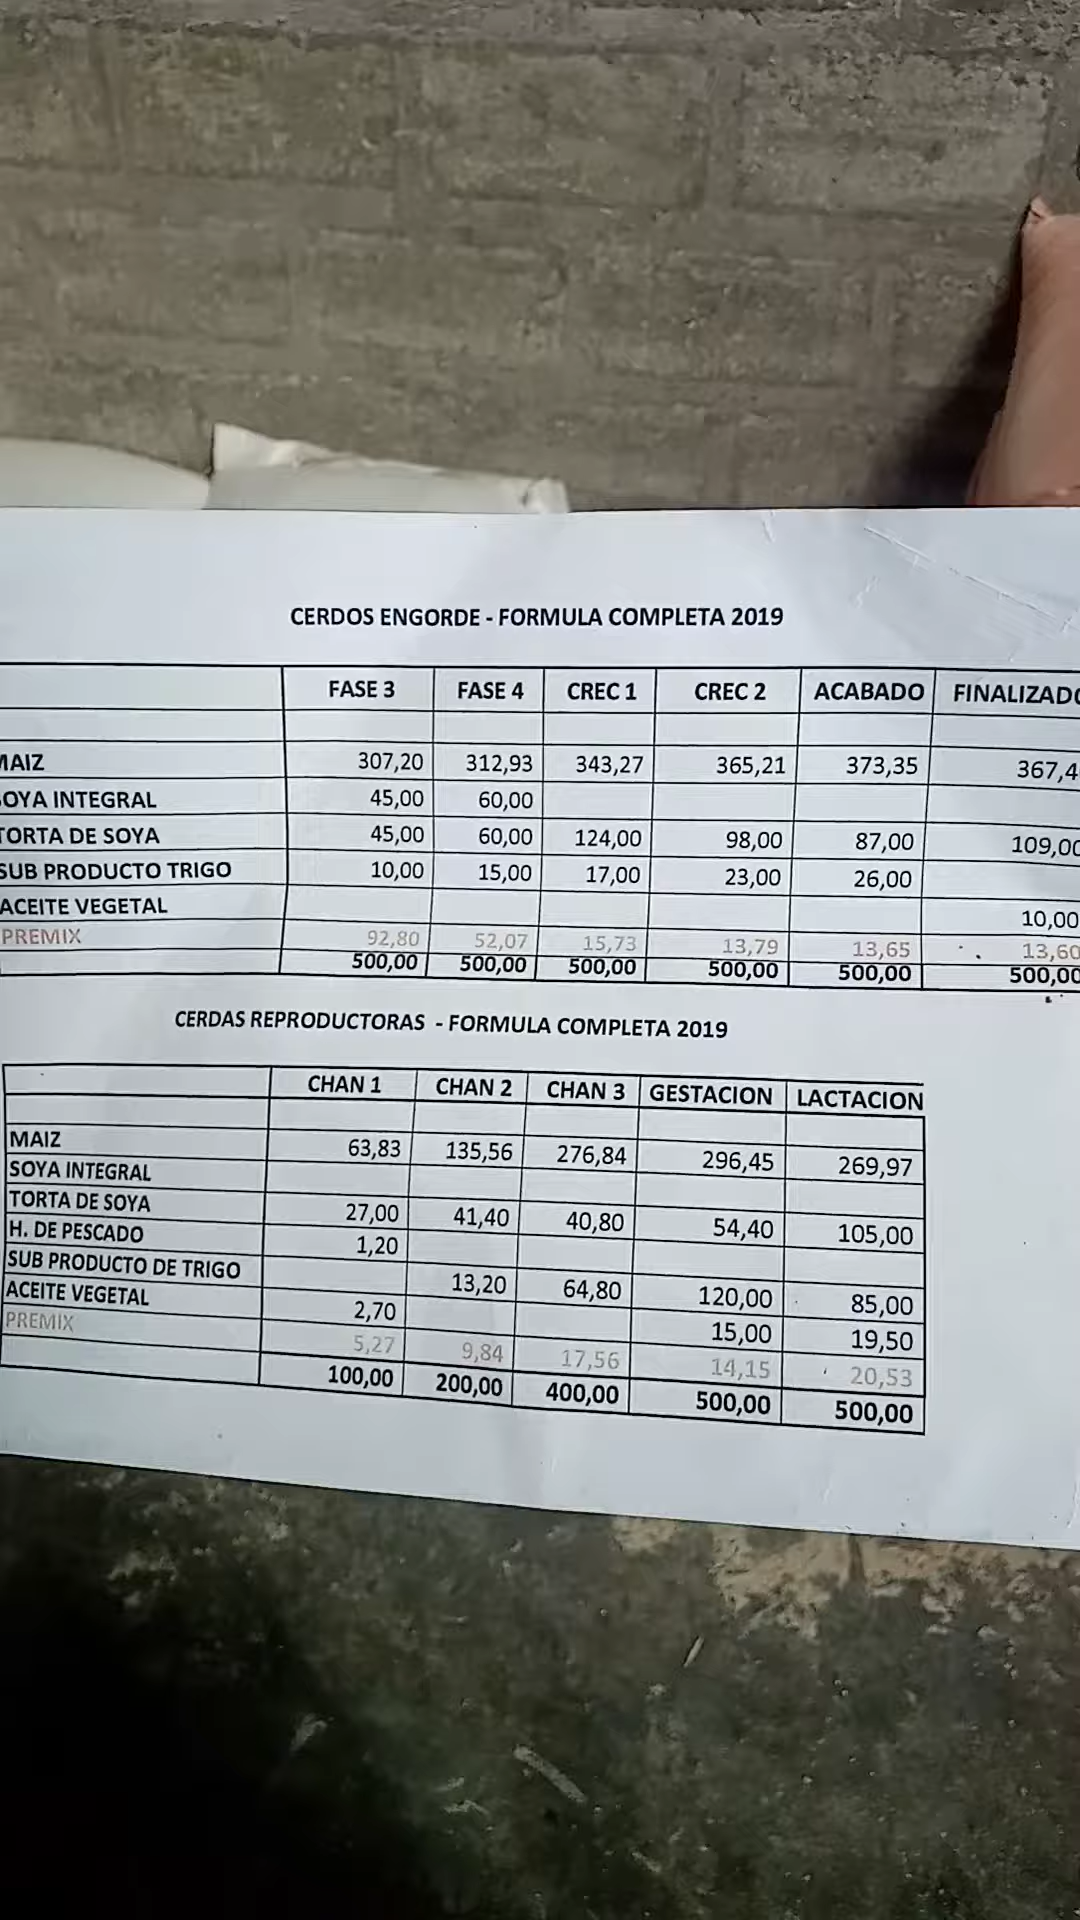 CERDOS ENGORDE - FORMULA COMPLETA 2019
FASE 3 FASE 4 CREC 1 CREC 2 ACABADO FINALIZADO
MAIZ 307,20 312,93 343,27 365,21 373,35 367,4
SOYA INTEGRAL 45,00 60,00
TORTA DE SOYA 45,00 60,00 124,00 98,00 87,00 109,00
SUB PRODUCTO TRIGO 10,00 15,00 17,00 23,00 26,00
ACEITE VEGETAL 10,00
PREMIX 92,80 52,07 15,73 13,79 13,65 13,60
500,00 500,00 500,00 500,00 500,00 500,00
CERDAS REPRODUCTORAS - FORMULA COMPLETA 2019
CHAN 1 CHAN 2 CHAN 3 GESTACION LACTACION
MAIZ 63,83 135,56 276,84 296,45 269,97
SOYA INTEGRAL
TORTA DE SOYA 27,00 41,40 40,80 54,40 105,00
H. DE PESCADO 1,20
SUB PRODUCTO DE TRIGO 13,20 64,80 120,00 85,00
ACEITE VEGETAL 2,70 15,00 19,50
PREMIX 5,27 9,84 17,56 14,15 20,53
100,00 200,00 400,00 500,00 500,00